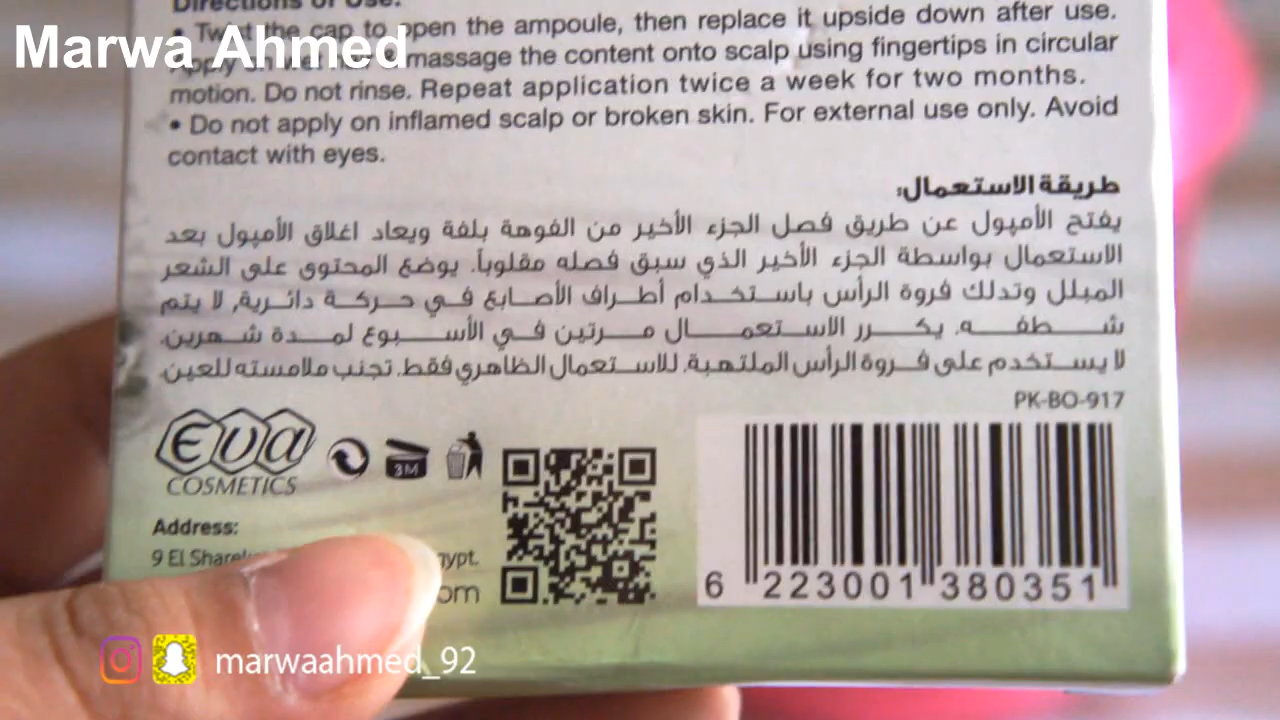 Directions of Use:
Marwa Ahmed
• Twist the cap to open the ampoule, then replace it upside down after use.
Apply on massage the content onto scalp using fingertips in circular
motion. Do not rinse. Repeat application twice a week for two months.
• Do not apply on inflamed scalp or broken skin. For external use only. Avoid
contact with eyes.
طريقة الاستعمال:
يفتح الأمبول عن طريق فصل الجزء الأخير من الفوهة بلفة ويعاد اغلاق الأمبول بعد
الاستعمال بواسطة الجزء الأخير الذي سبق فصله مقلوباً. يوضع المحتوى على الشعر
المبلل وتدلك فروة الرأس باستخدام أطراف الأصابع في حركة دائرية, لا يتم
شطفه. يكرر الاستعمال مرتين في الأسبوع لمدة شهرين.
لا يستخدم على فروة الرأس الملتهبة. للاستعمال الظاهري فقط. تجنب ملامسته للعين.
PK-BO-917
eva
COSMETICS
3M
Address:
9 El
6 223001 380351
marwaahmed_92